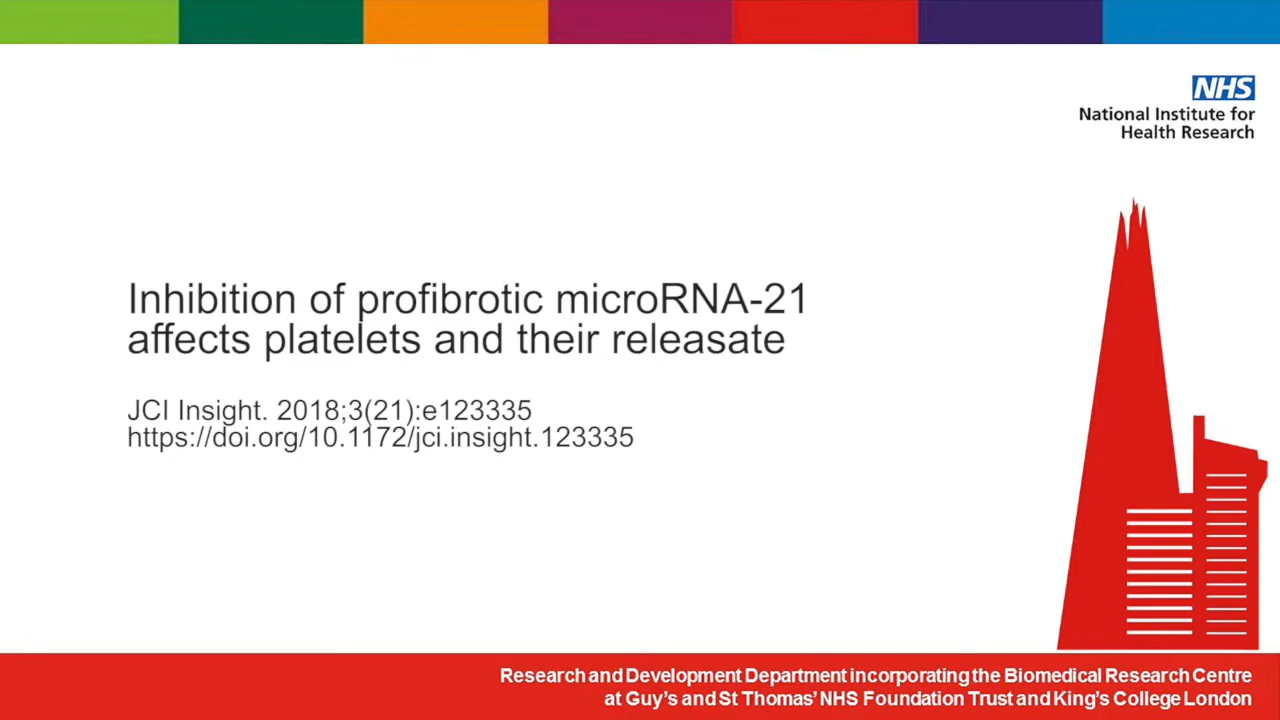 NHS
National Institute for
Health Research
Inhibition of profibrotic microRNA-21
affects platelets and their releasate
JCI Insight. 2018;3(21):e123335
https://doi.org/10.1172/jci.insight.123335
Research and Development Department incorporating the Biomedical Research Centre
at Guy's and St Thomas' NHS Foundation Trust and King's College London